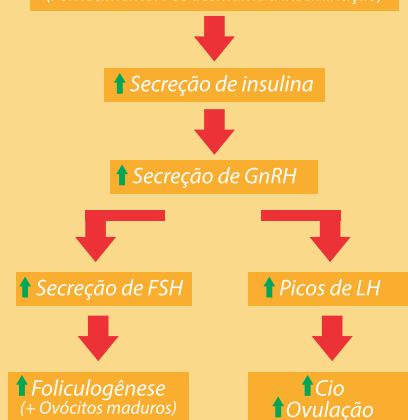 Secreção de insulina
Secreção de GnRH
Secreção de FSH
Picos de LH
Foliculogênese
(+ Ovócitos maduros)
Cio
Ovulação